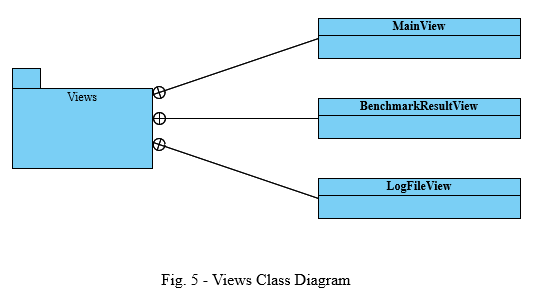 MainView
Views
BenchmarkResultView
LogFileView
Fig. 5 - Views Class Diagram